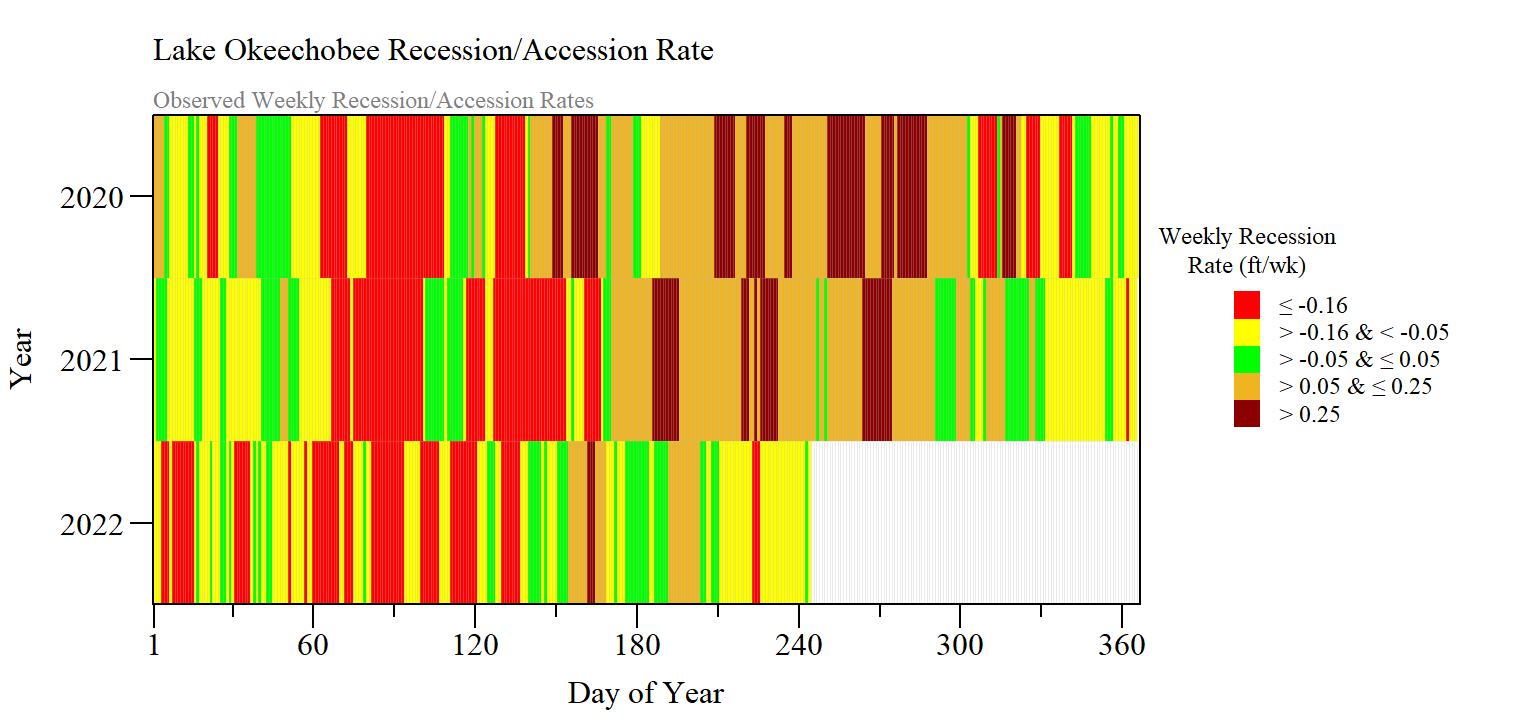 Lake Okeechobee Recession/Accession Rate
Observed Weekly Recession/Accession Rates
2020
2021
2022
Year
1
60
120
180
240
300
360
Day of Year
Weekly Recession
Rate (ft/wk)
≤ -0.16
> -0.16 & < -0.05
> -0.05 & ≤ 0.05
> 0.05 & ≤ 0.25
> 0.25